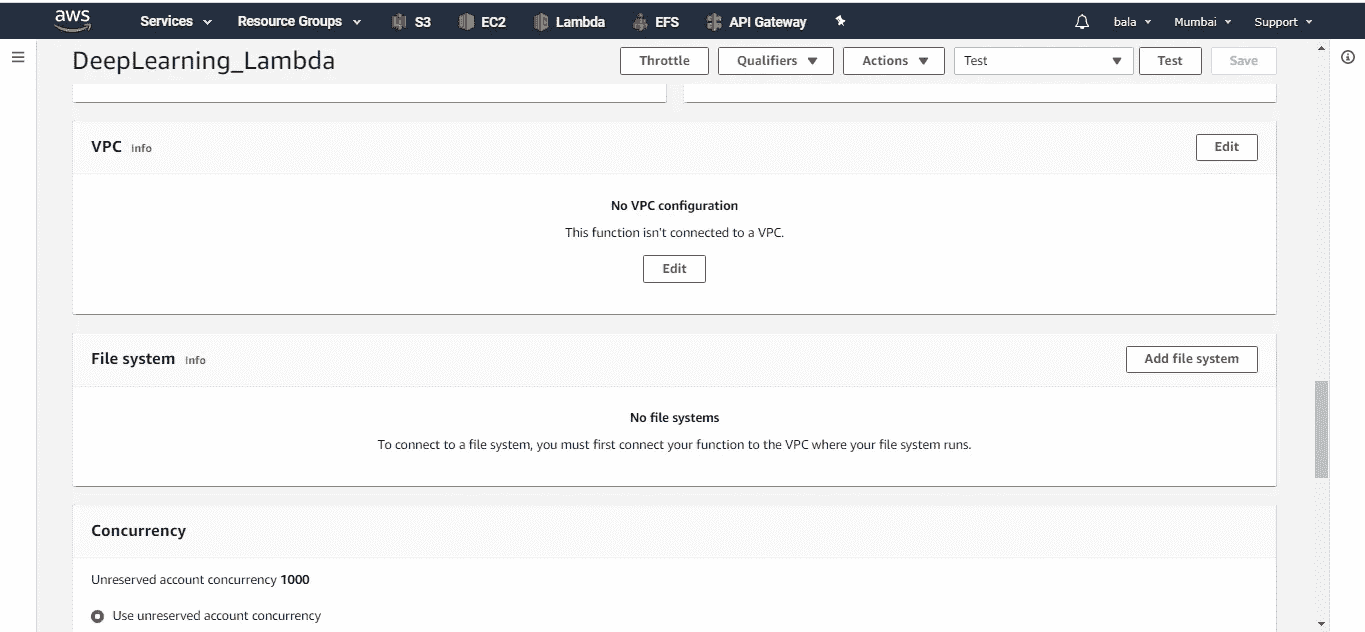 aws Services Resource Groups S3 EC2 Lambda EFS API Gateway bala Mumbai Support
DeepLearning_Lambda Throttle Qualifiers Actions Test Test Save
VPC Info Edit
No VPC configuration
This function isn't connected to a VPC.
Edit
File system Info Add file system
No file systems
To connect to a file system, you must first connect your function to the VPC where your file system runs.
Concurrency
Unreserved account concurrency 1000
Use unreserved account concurrency